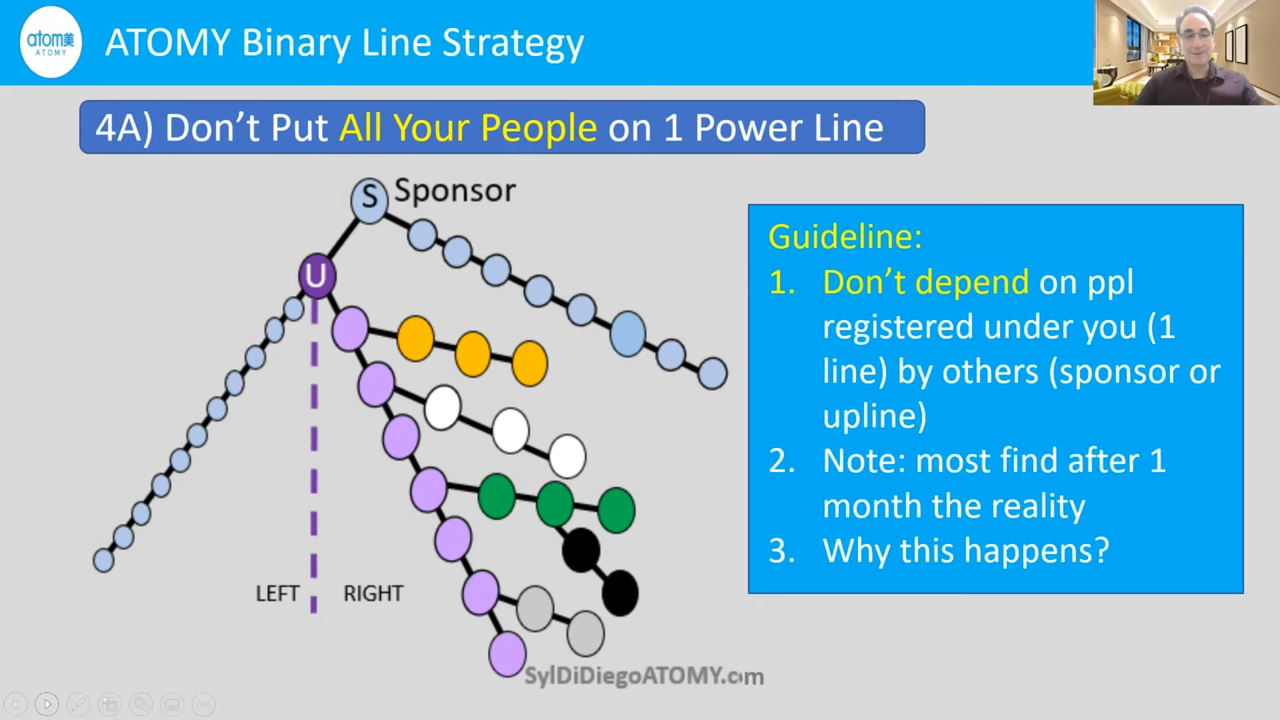 atom美
ATOMY
ATOMY Binary Line Strategy
4A) Don't Put All Your People on 1 Power Line
S Sponsor
U
LEFT RIGHT
Guideline:
1. Don't depend on ppl
registered under you (1
line) by others (sponsor or
upline)
2. Note: most find after 1
month the reality
3. Why this happens?
SylDiDiegoATOMY.com